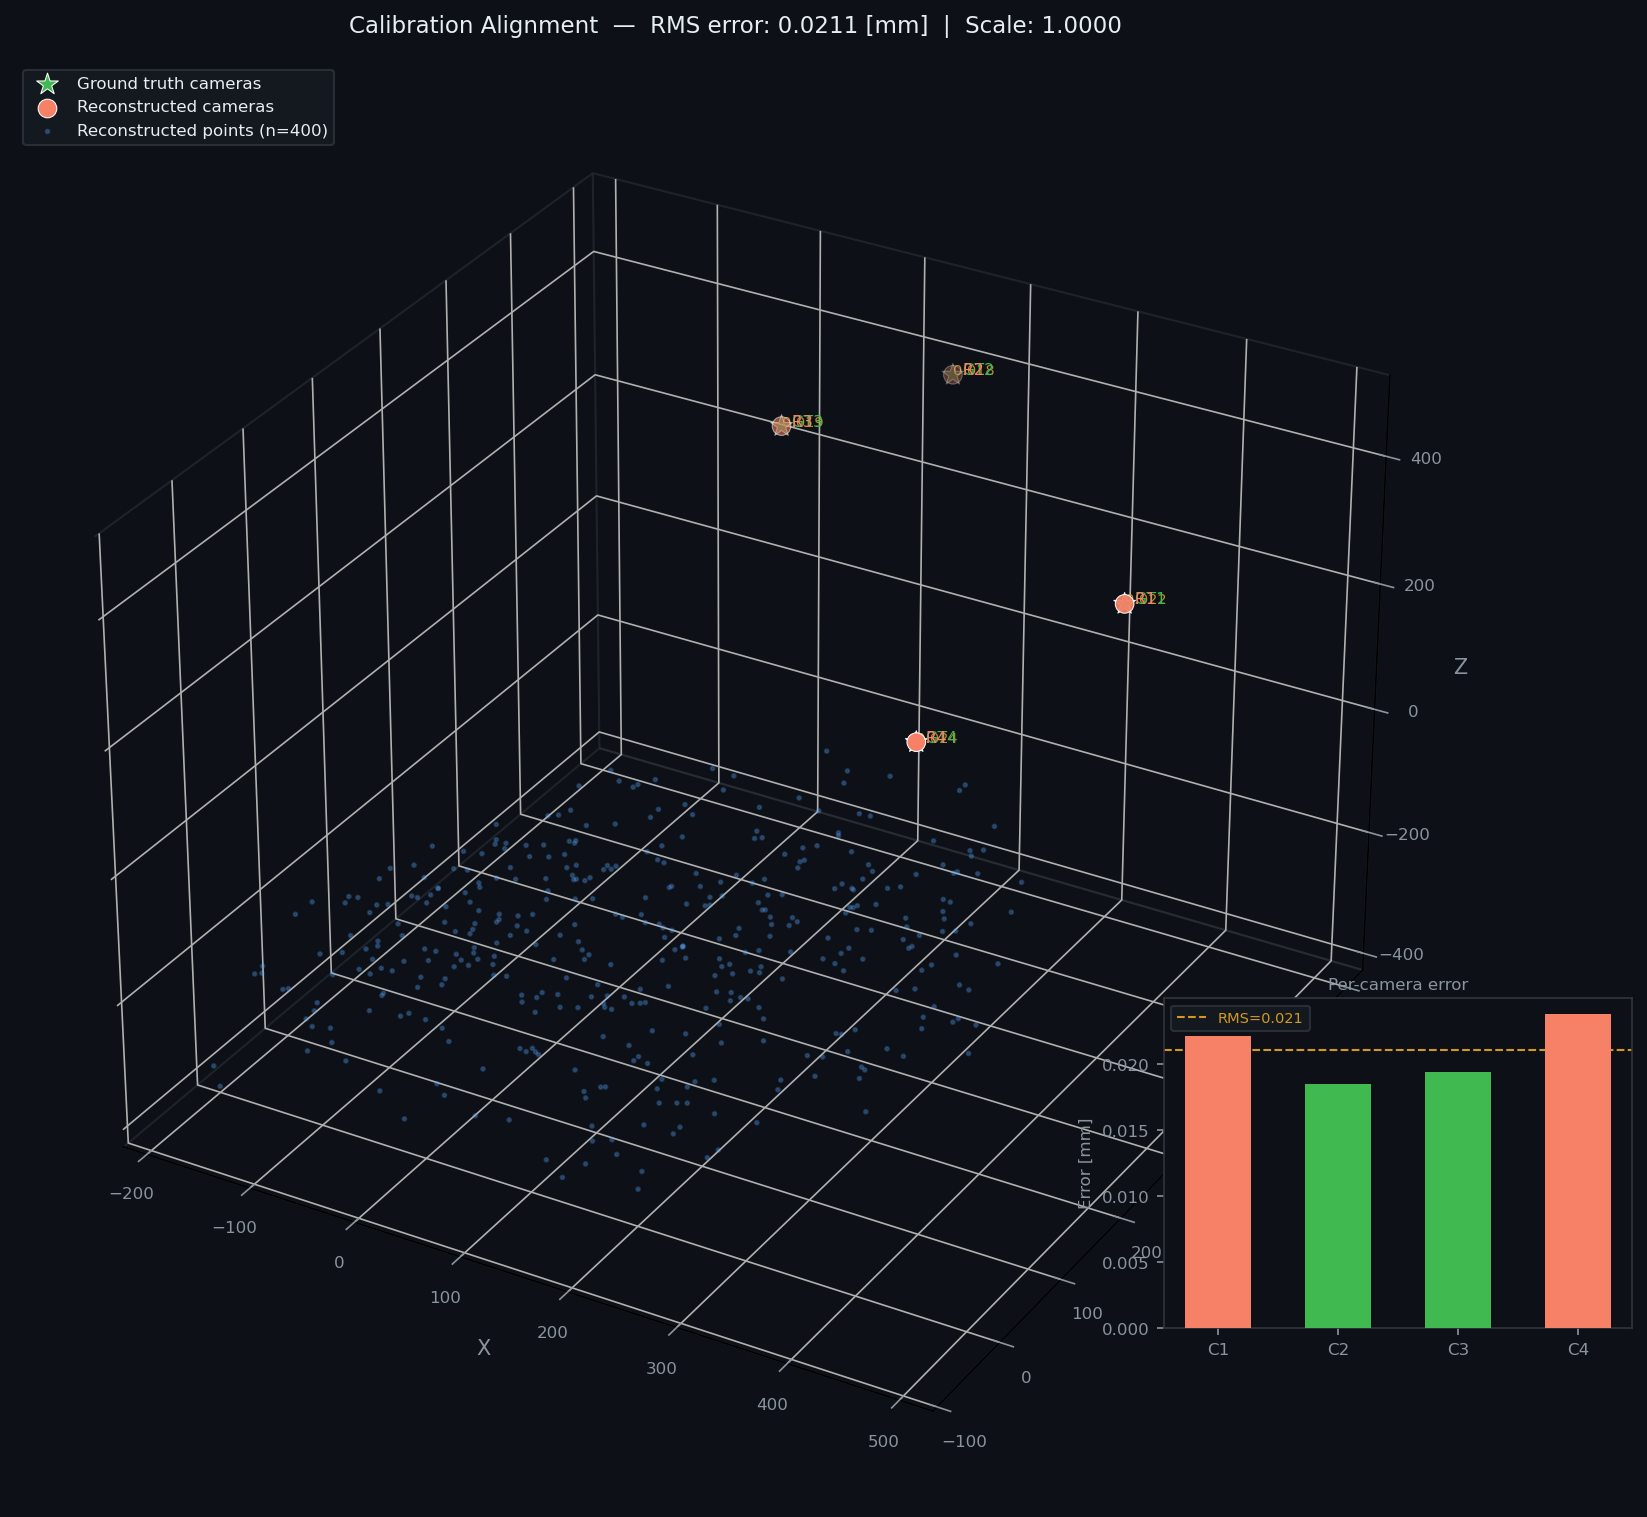 Calibration Alignment — RMS error: 0.0211 [mm] | Scale: 1.0000
Ground truth cameras
Reconstructed cameras
Reconstructed points (n=400)
400
200
0
−200
−400
Z
−200
−100
0
100
200
300
400
500
X
−100
0
100
200
Per-camera error
RMS=0.021
0.020
0.015
0.010
0.005
0.000
Error [mm]
C1
C2
C3
C4